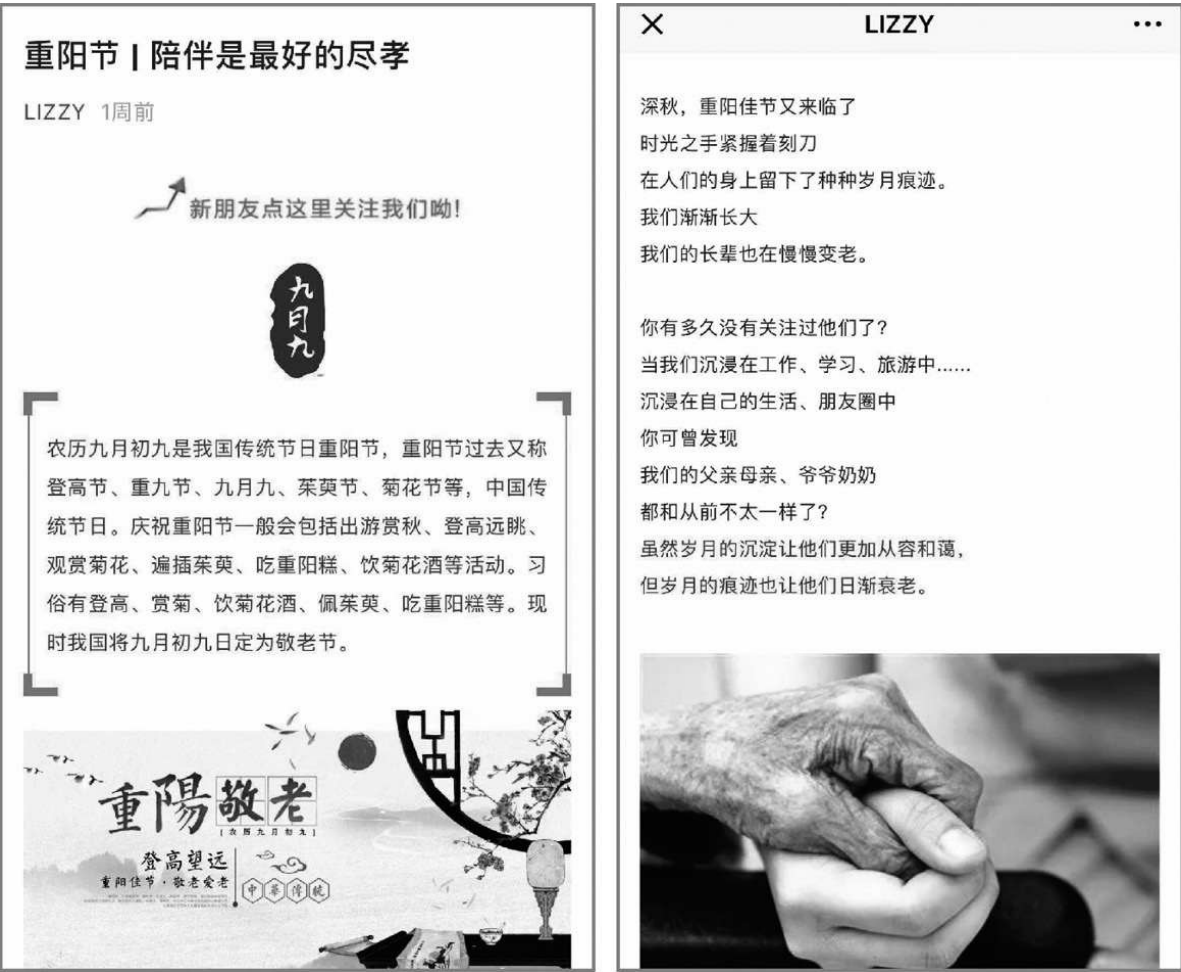 重阳节 | 陪伴是最好的尽孝
LIZZY 1周前
新朋友点这里关注我们呦!
九月九
农历九月初九是我国传统节日重阳节，重阳节过去又称
登高节、重九节、九月九、茱萸节、菊花节等，中国传
统节日。庆祝重阳节一般会包括出游赏秋、登高远眺、
观赏菊花、遍插茱萸、吃重阳糕、饮菊花酒等活动。习
俗有登高、赏菊、饮菊花酒、佩茱萸、吃重阳糕等。现
时我国将九月初九日定为敬老节。
重陽敬老
[农历九月初九]
登高望远
重阳佳节·敬老爱老
中華傳統
LIZZY
深秋，重阳佳节又来临了
时光之手紧握着刻刀
在人们的身上留下了种种岁月痕迹。
我们渐渐长大
我们的长辈也在慢慢变老。
你有多久没有关注过他们了?
当我们沉浸在工作、学习、旅游中......
沉浸在自己的生活、朋友圈中
你可曾发现
我们的父亲母亲、爷爷奶奶
都和从前不太一样了?
虽然岁月的沉淀让他们更加从容和蔼，
但岁月的痕迹也让他们日渐衰老。